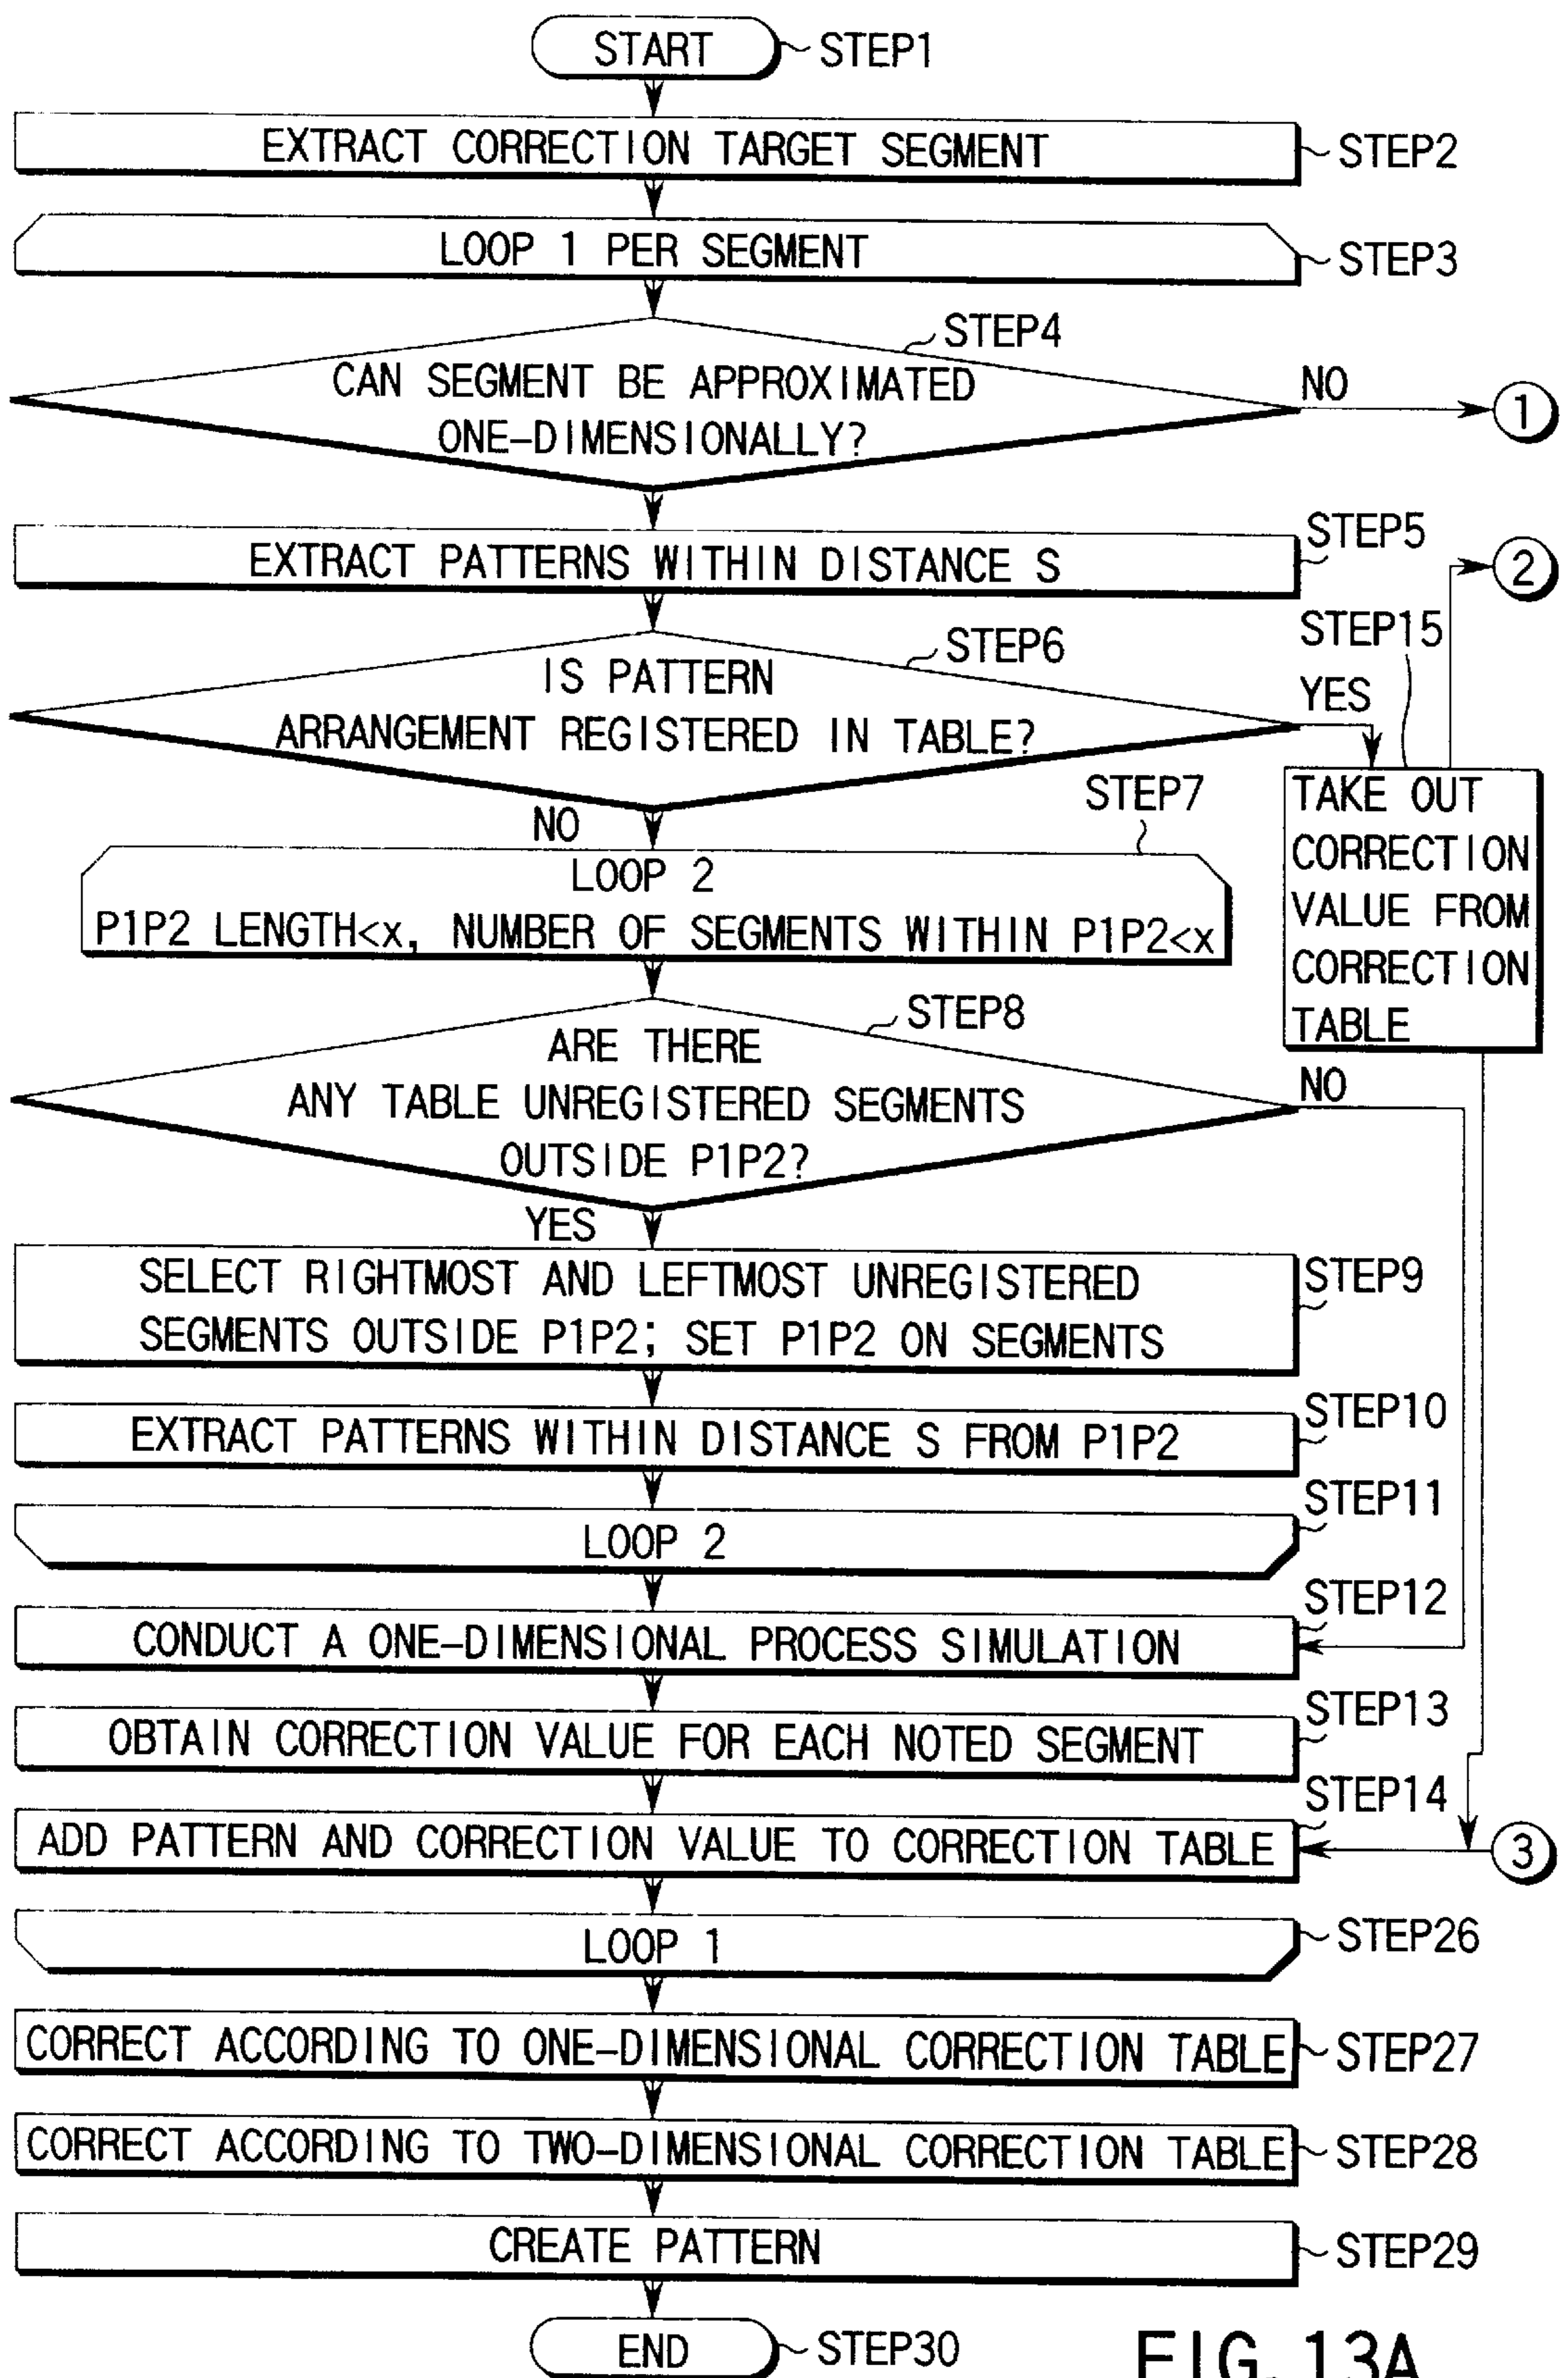 START
STEP1
EXTRACT CORRECTION TARGET SEGMENT
STEP2
LOOP 1 PER SEGMENT
STEP3
STEP4
CAN SEGMENT BE APPROXIMATED
ONE-DIMENSIONALLY?
NO
1
EXTRACT PATTERNS WITHIN DISTANCE S
STEP5
2
STEP6
IS PATTERN
ARRANGEMENT REGISTERED IN TABLE?
YES
STEP15
TAKE OUT
CORRECTION
VALUE FROM
CORRECTION
TABLE
NO
STEP7
LOOP 2
P1P2 LENGTH<x, NUMBER OF SEGMENTS WITHIN P1P2<x
STEP8
ARE THERE
ANY TABLE UNREGISTERED SEGMENTS
OUTSIDE P1P2?
NO
YES
SELECT RIGHTMOST AND LEFTMOST UNREGISTERED
SEGMENTS OUTSIDE P1P2; SET P1P2 ON SEGMENTS
STEP9
EXTRACT PATTERNS WITHIN DISTANCE S FROM P1P2
STEP10
LOOP 2
STEP11
CONDUCT A ONE-DIMENSIONAL PROCESS SIMULATION
STEP12
OBTAIN CORRECTION VALUE FOR EACH NOTED SEGMENT
STEP13
ADD PATTERN AND CORRECTION VALUE TO CORRECTION TABLE
STEP14
3
LOOP 1
STEP26
CORRECT ACCORDING TO ONE-DIMENSIONAL CORRECTION TABLE
STEP27
CORRECT ACCORDING TO TWO-DIMENSIONAL CORRECTION TABLE
STEP28
CREATE PATTERN
STEP29
END
STEP30
FIG. 13A